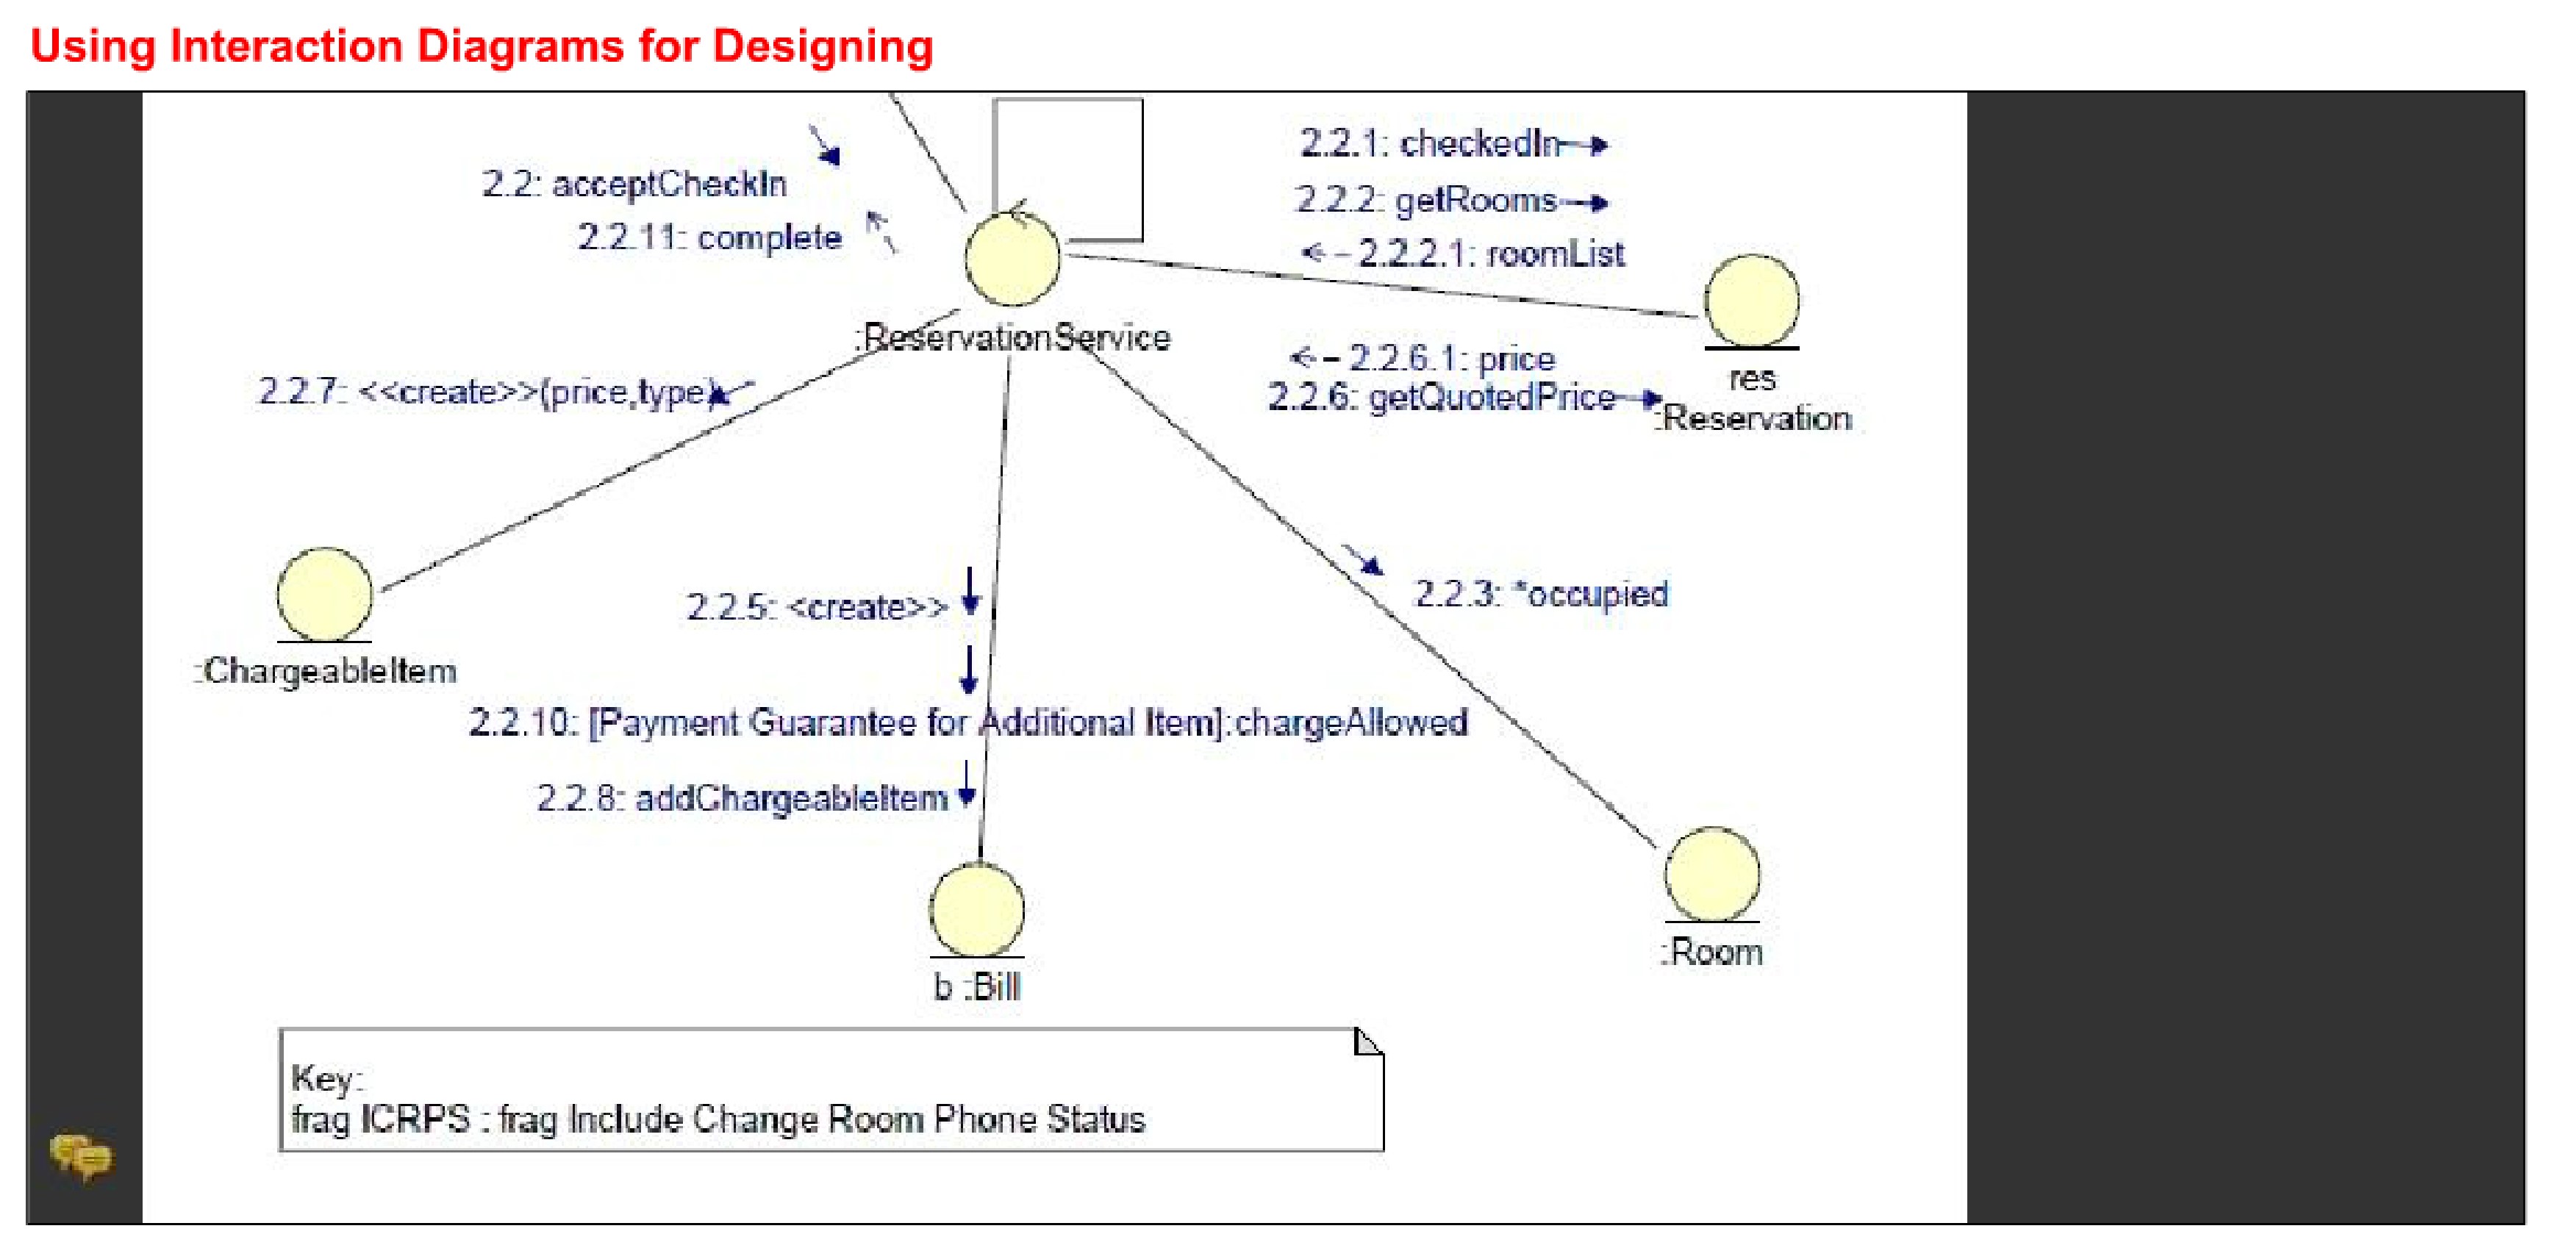 Using Interaction Diagrams for Designing
2.2: acceptCheckIn
2.2.11: complete
2.2.1: checkedIn
2.2.2: getRooms
2.2.2.1: roomList
:ReservationService
2.2.6.1: price
2.2.6: getQuotedPrice
res
:Reservation
2.2.7: <<create>>(price,type)
2.2.5: <create>>
2.2.3: *occupied
:ChargeableItem
2.2.10: [Payment Guarantee for Additional Item]:chargeAllowed
2.2.8: addChargeableItem
:Room
b :Bill
Key:
frag ICRPS : frag Include Change Room Phone Status